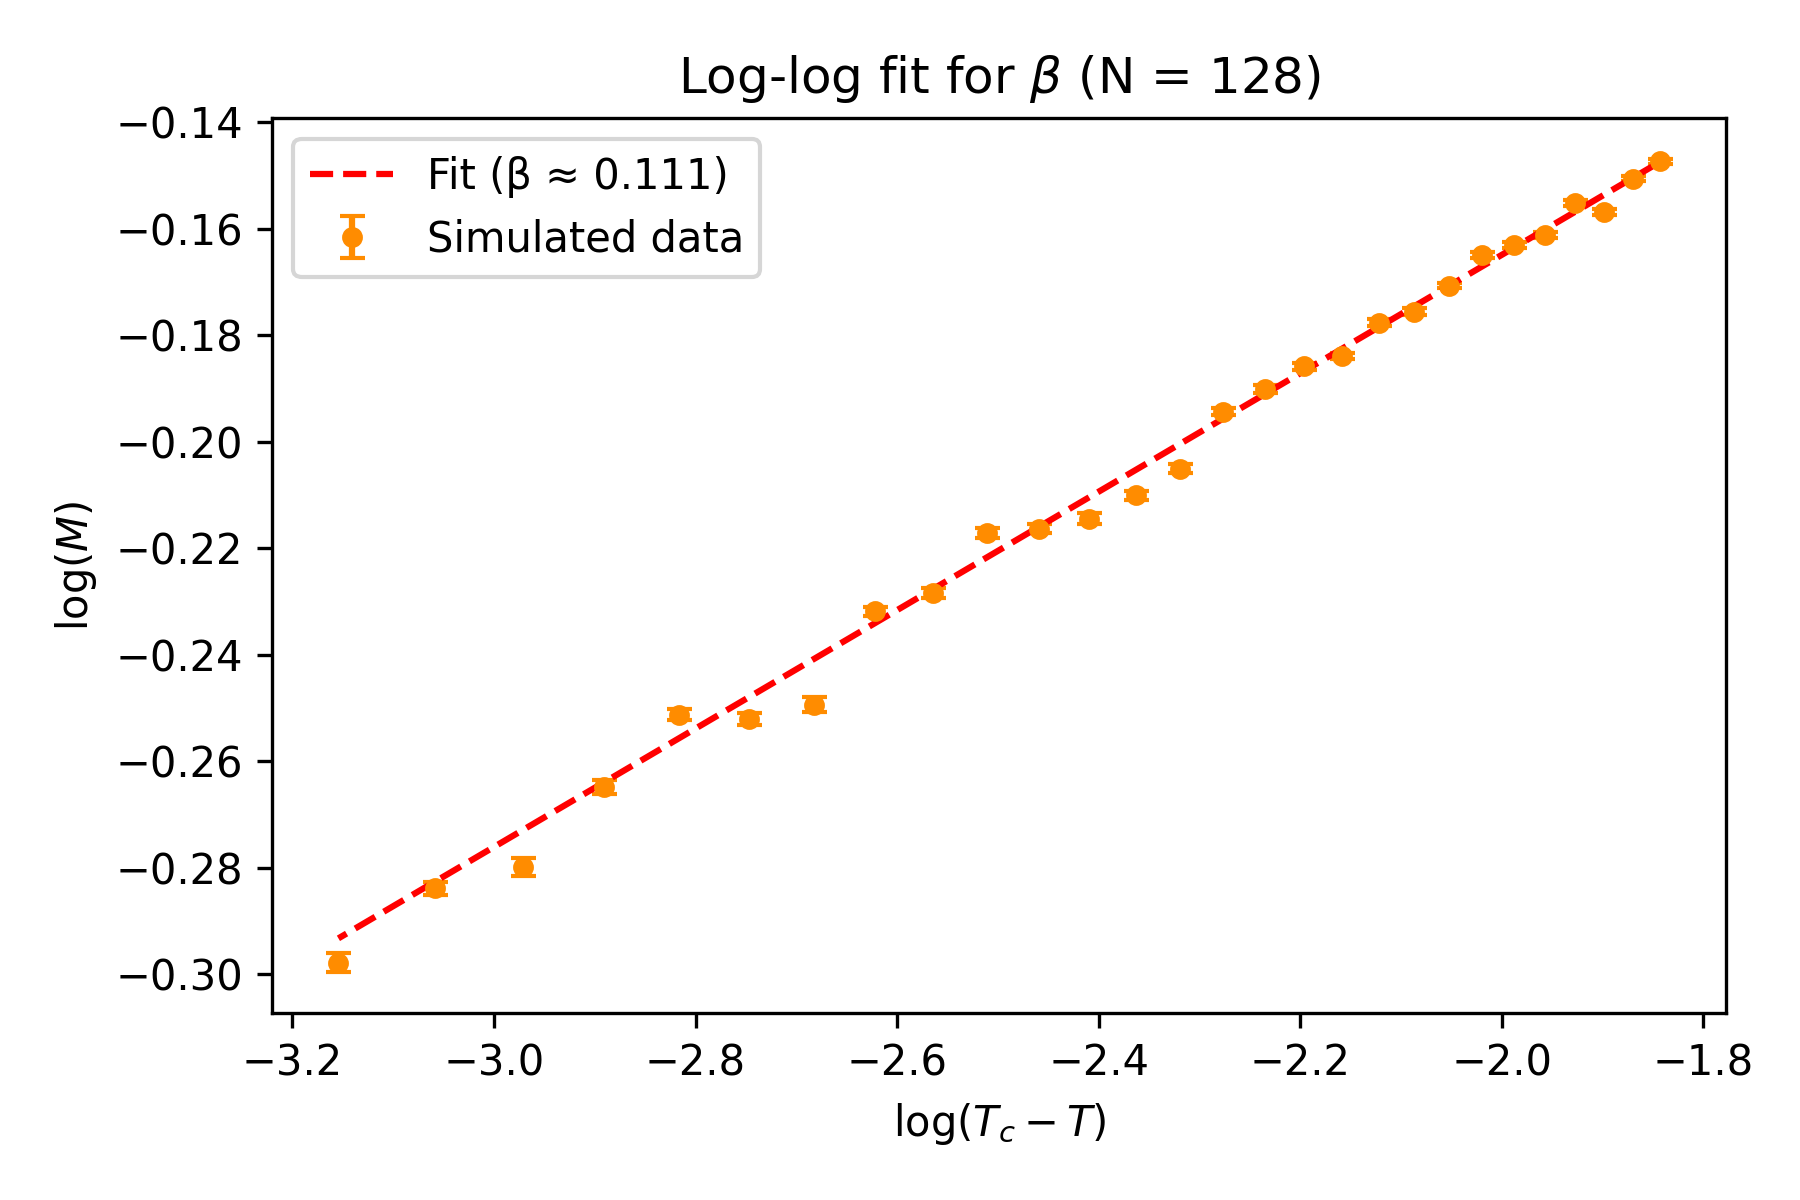 Log-log fit for β (N = 128)
Fit (β ≈ 0.111)
Simulated data
−0.14
−0.16
−0.18
−0.20
−0.22
−0.24
−0.26
−0.28
−0.30
log(M)
−3.2 −3.0 −2.8 −2.6 −2.4 −2.2 −2.0 −1.8
log(T_c − T)